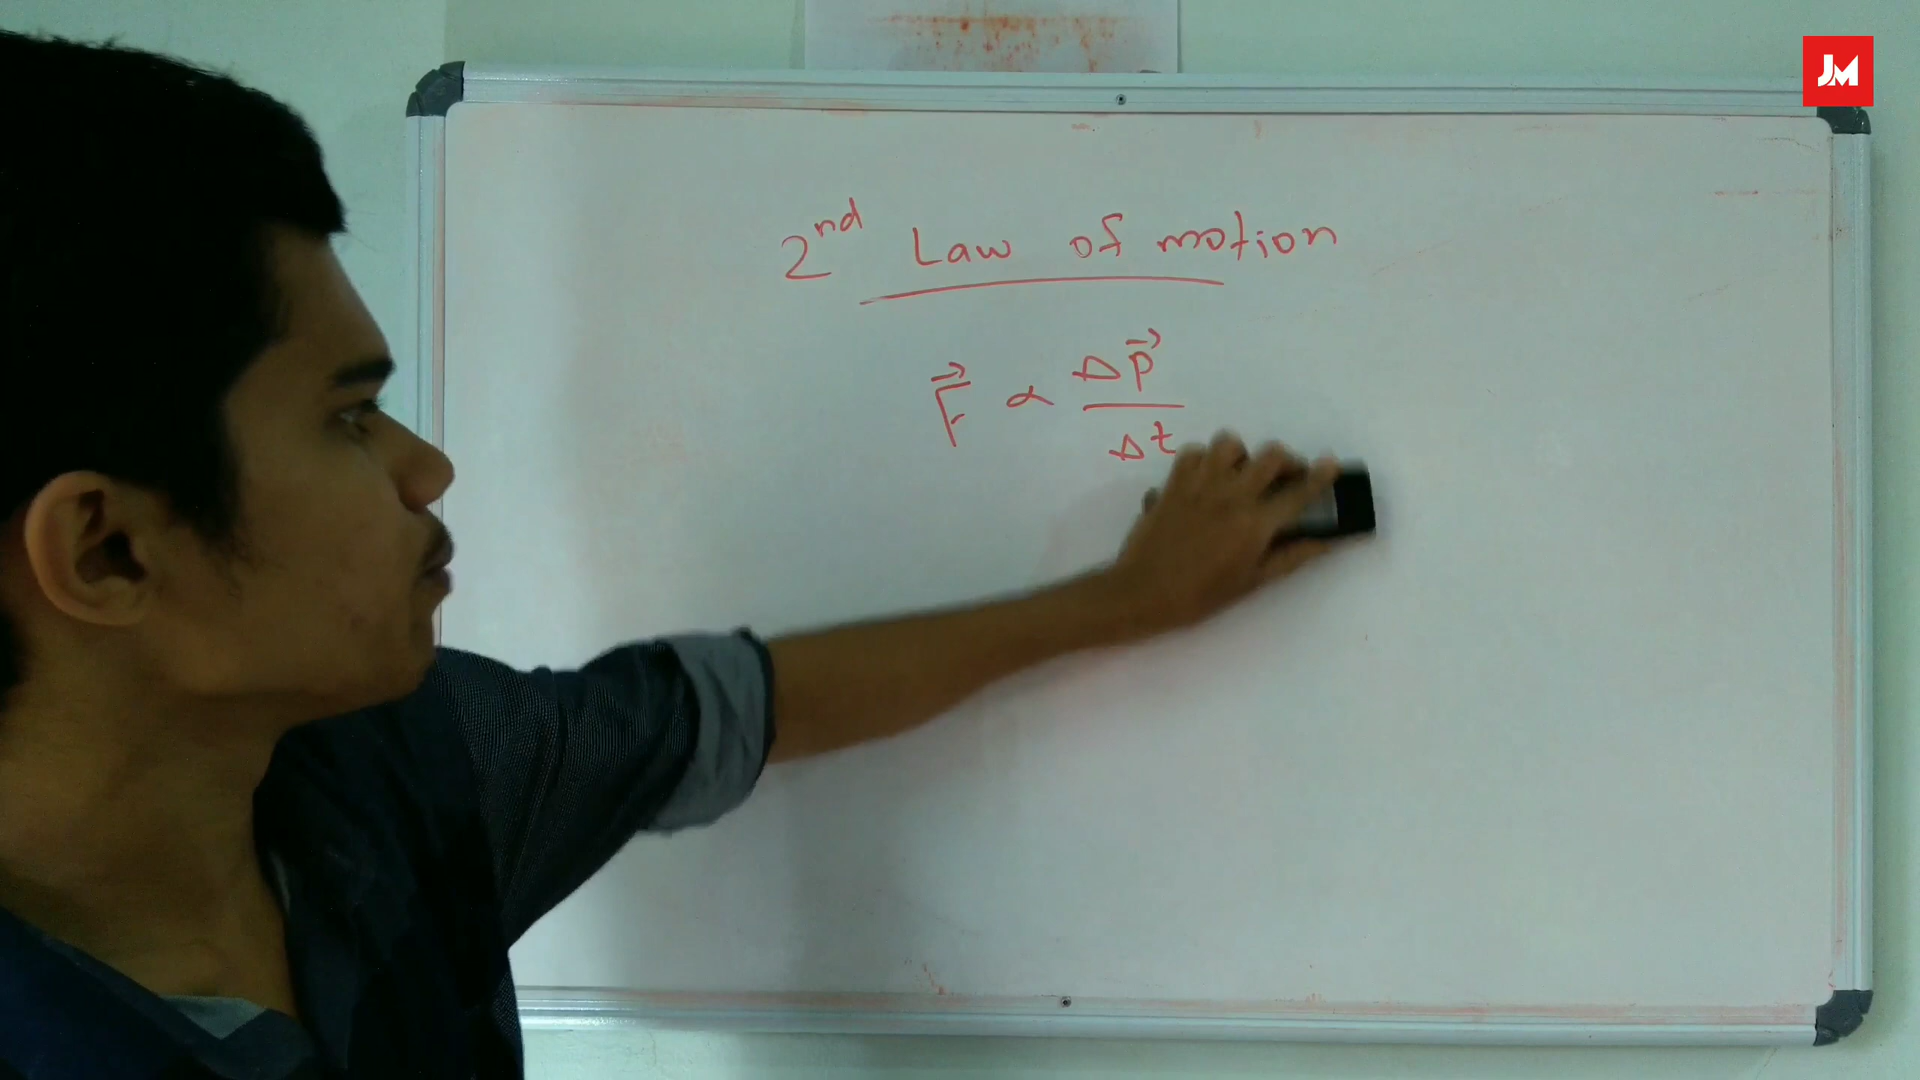 JM
2nd Law of motion
F⃗ ∝ Δp⃗
Δt